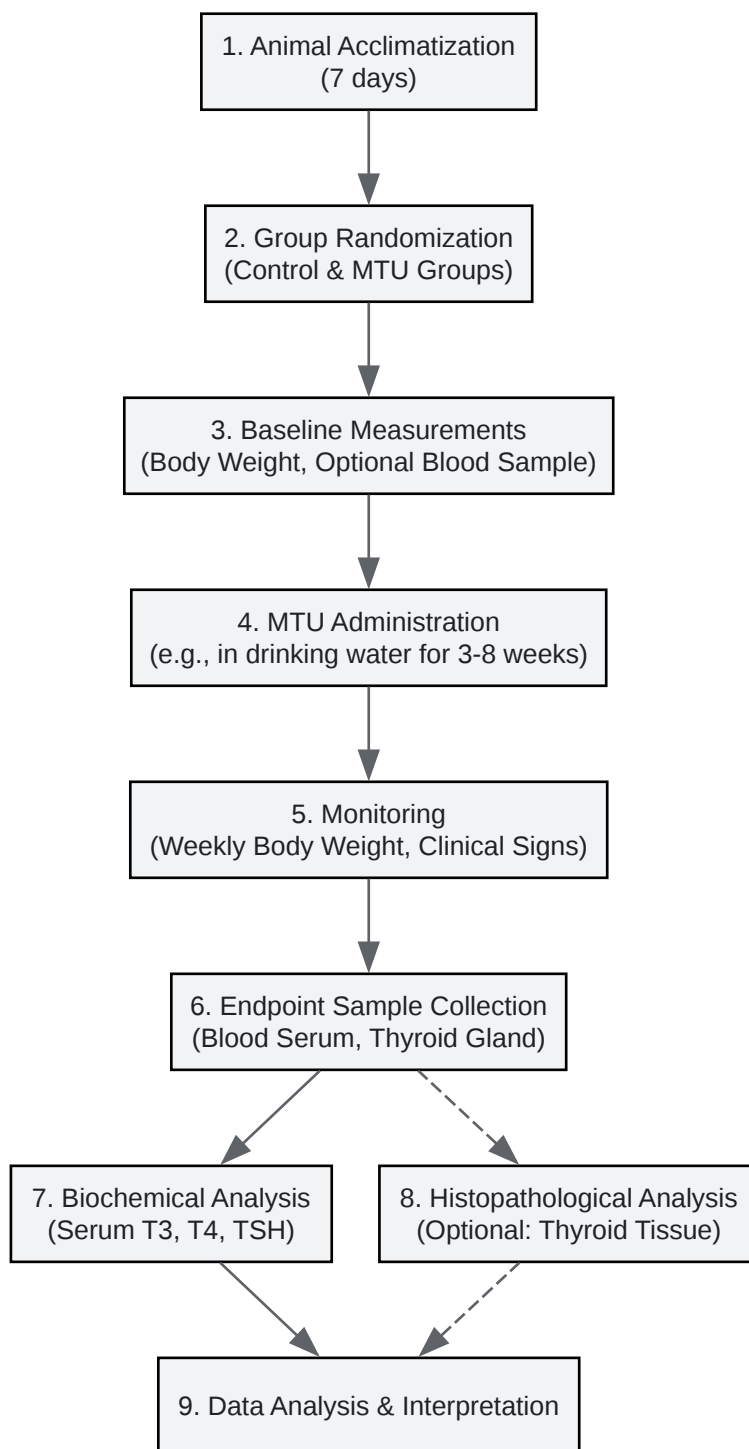 1. Animal Acclimatization
(7 days)
2. Group Randomization
(Control & MTU Groups)
3. Baseline Measurements
(Body Weight, Optional Blood Sample)
4. MTU Administration
(e.g., in drinking water for 3-8 weeks)
5. Monitoring
(Weekly Body Weight, Clinical Signs)
6. Endpoint Sample Collection
(Blood Serum, Thyroid Gland)
7. Biochemical Analysis
(Serum T3, T4, TSH)
8. Histopathological Analysis
(Optional: Thyroid Tissue)
9. Data Analysis & Interpretation